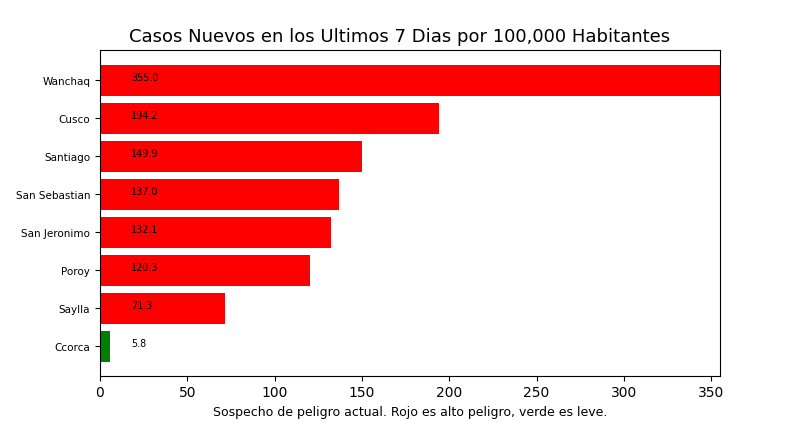 Casos Nuevos en los Ultimos 7 Dias por 100,000 Habitantes
Wanchaq 355.0
Cusco 194.2
Santiago 149.9
San Sebastian 137.0
San Jeronimo 132.1
Poroy 120.3
Saylla 71.3
Ccorca 5.8
0 50 100 150 200 250 300 350
Sospecho de peligro actual. Rojo es alto peligro, verde es leve.